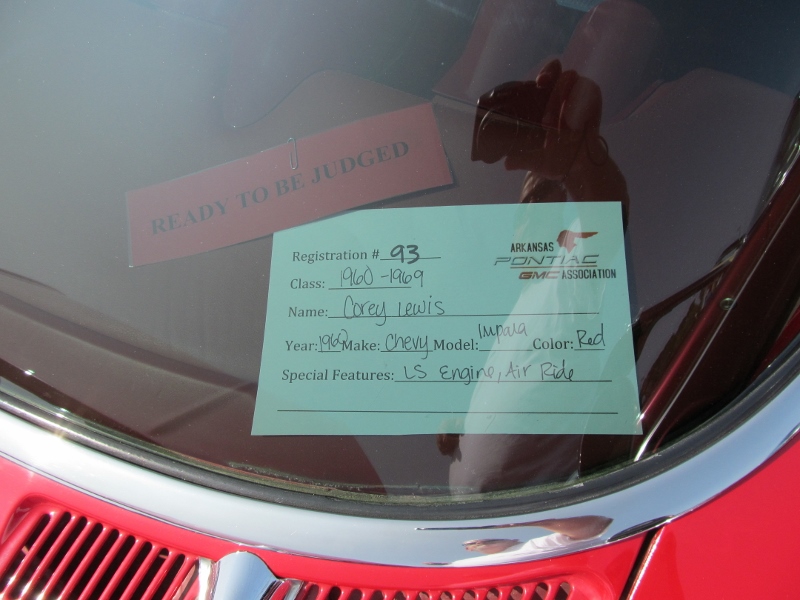 READY TO BE JUDGED
Registration # 93
ARKANSAS
PONTIAC
GMC ASSOCIATION
Class: 1960-1969
Name: Corey Lewis
Year: 1960 Make: Chevy Model: Impala Color: Red
Special Features: LS Engine, Air Ride